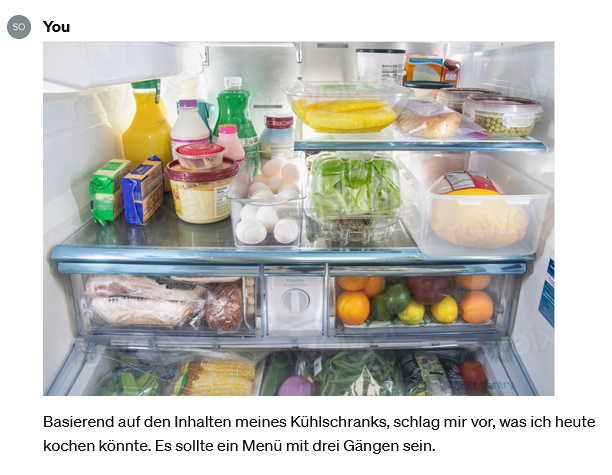 SO
You
Basierend auf den Inhalten meines Kühlschranks, schlag mir vor, was ich heute
kochen könnte. Es sollte ein Menü mit drei Gängen sein.